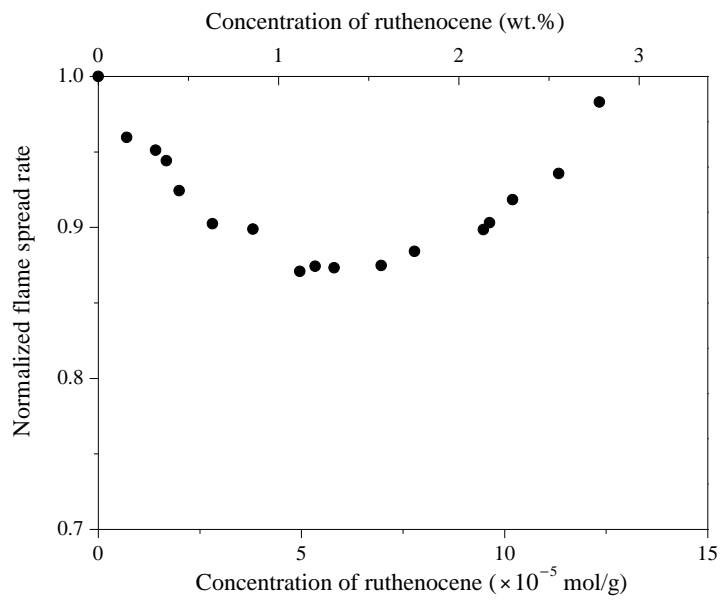 Concentration of ruthenocene (wt.%)
0 1 2 3
1.0
0.9
0.8
0.7
Normalized flame spread rate
0 5 10 15
Concentration of ruthenocene (×10⁻⁵ mol/g)